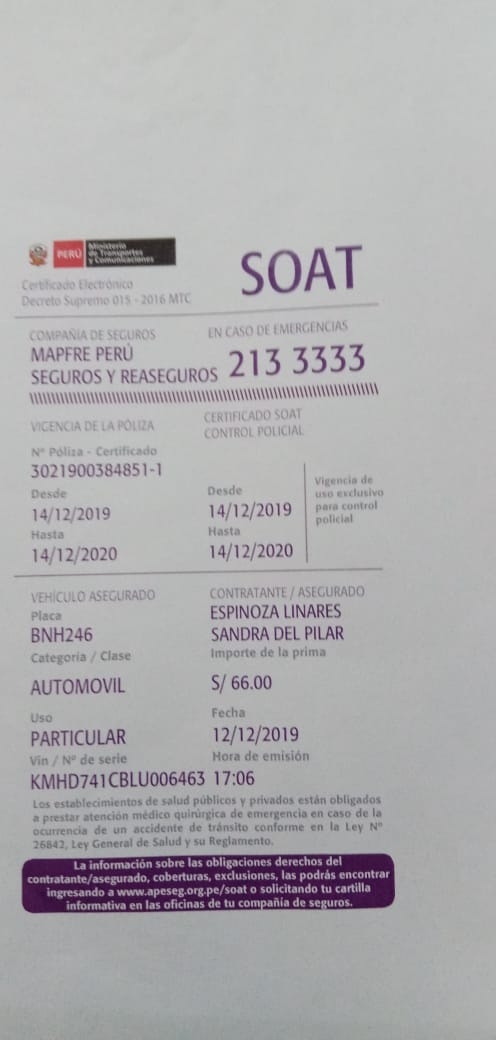 PERÚ
Ministerio
de Transportes
y Comunicaciones
SOAT
Certificado Electrónico
Decreto Supremo 015 - 2016 MTC
COMPAÑÍA DE SEGUROS
MAPFRE PERÚ
SEGUROS Y REASEGUROS
EN CASO DE EMERGENCIAS
213 3333
VIGENCIA DE LA PÓLIZA
Nº Póliza - Certificado
3021900384851-1
Desde
14/12/2019
Hasta
14/12/2020
CERTIFICADO SOAT
CONTROL POLICIAL
Desde
14/12/2019
Hasta
14/12/2020
Vigencia de
uso exclusivo
para control
policial
VEHÍCULO ASEGURADO
Placa
BNH246
Categoría / Clase
AUTOMOVIL
Uso
PARTICULAR
Vin / Nº de serie
KMHD741CBLU006463
CONTRATANTE / ASEGURADO
ESPINOZA LINARES
SANDRA DEL PILAR
Importe de la prima
S/ 66.00
Fecha
12/12/2019
Hora de emisión
17:06
Los establecimientos de salud públicos y privados están obligados
a prestar atención médico quirúrgica de emergencia en caso de la
ocurrencia de un accidente de tránsito conforme en la Ley Nº
26842, Ley General de Salud y su Reglamento.
La información sobre las obligaciones derechos del
contratante/asegurado, coberturas, exclusiones, las podrás encontrar
ingresando a www.apeseg.org.pe/soat o solicitando tu cartilla
informativa en las oficinas de tu compañía de seguros.